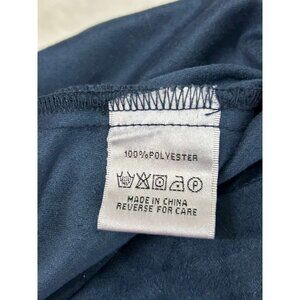 100%POLYESTER
P
MADE IN CHINA
REVERSE FOR CARE